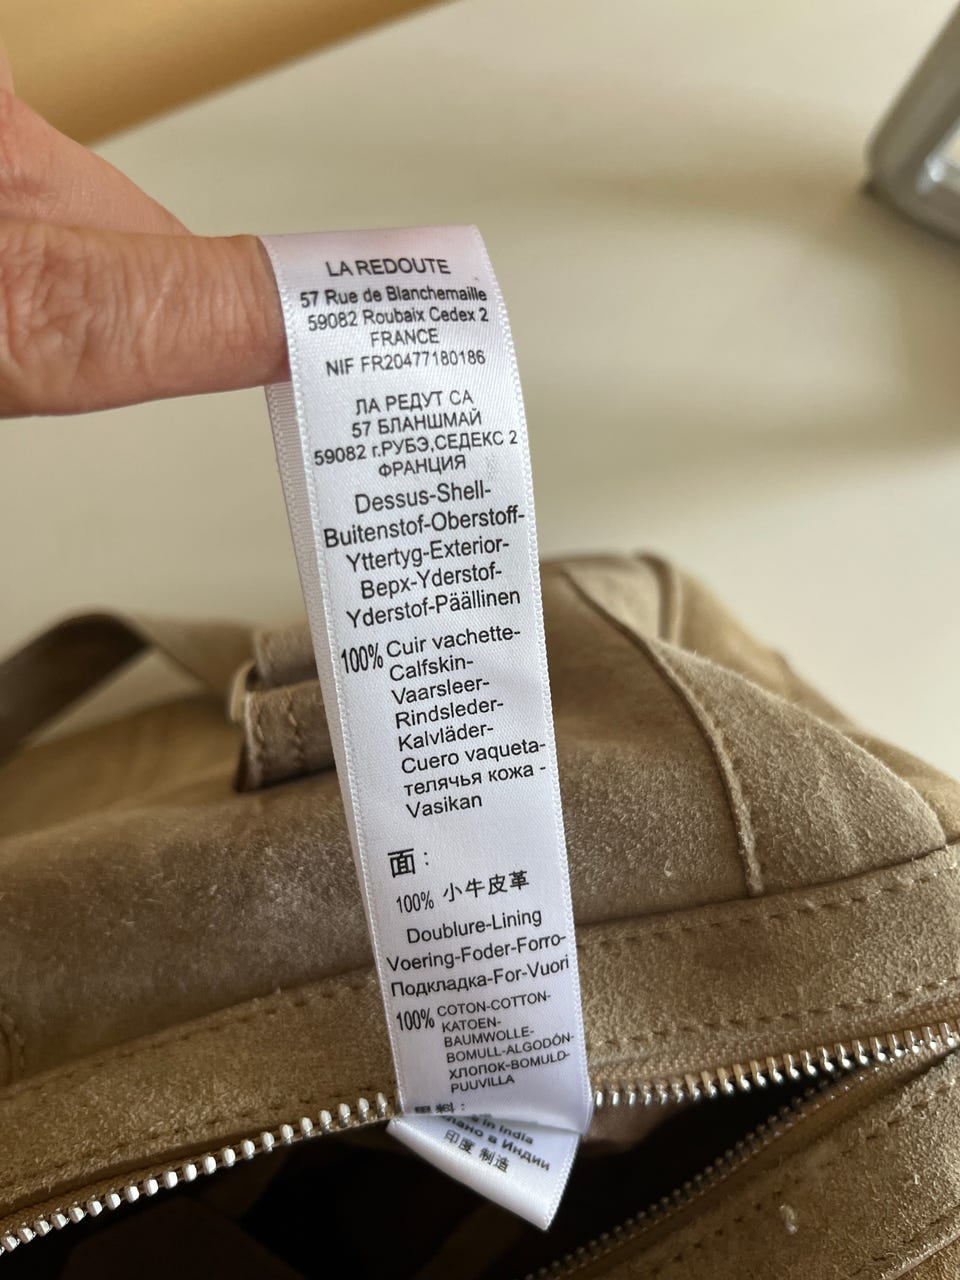 LA REDOUTE
57 Rue de Blanchemaille
59082 Roubaix Cedex 2
FRANCE
NIF FR20477180186
ЛА РЕДУТ СА
57 БЛАНШМАЙ
59082 г.РУБЭ,СЕДЕКС 2
ФРАНЦИЯ
Dessus-Shell-
Buitenstof-Oberstoff-
Yttertyg-Exterior-
Верх-Yderstof-
Yderstof-Päällinen
100% Cuir vachette-
Calfskin-
Vaarsleer-
Rindsleder-
Kalvläder-
Cuero vaqueta-
телячья кожа -
Vasikan
面 :
100% 小牛皮革
Doublure-Lining
Voering-Foder-Forro-
Подкладка-For-Vuori
100% COTON-COTTON-
KATOEN-
BAUMWOLLE-
BOMULL-ALGODÓN-
ХЛОПОК-BOMULD-
PUUVILLA
in India
в Индии
印度 制造